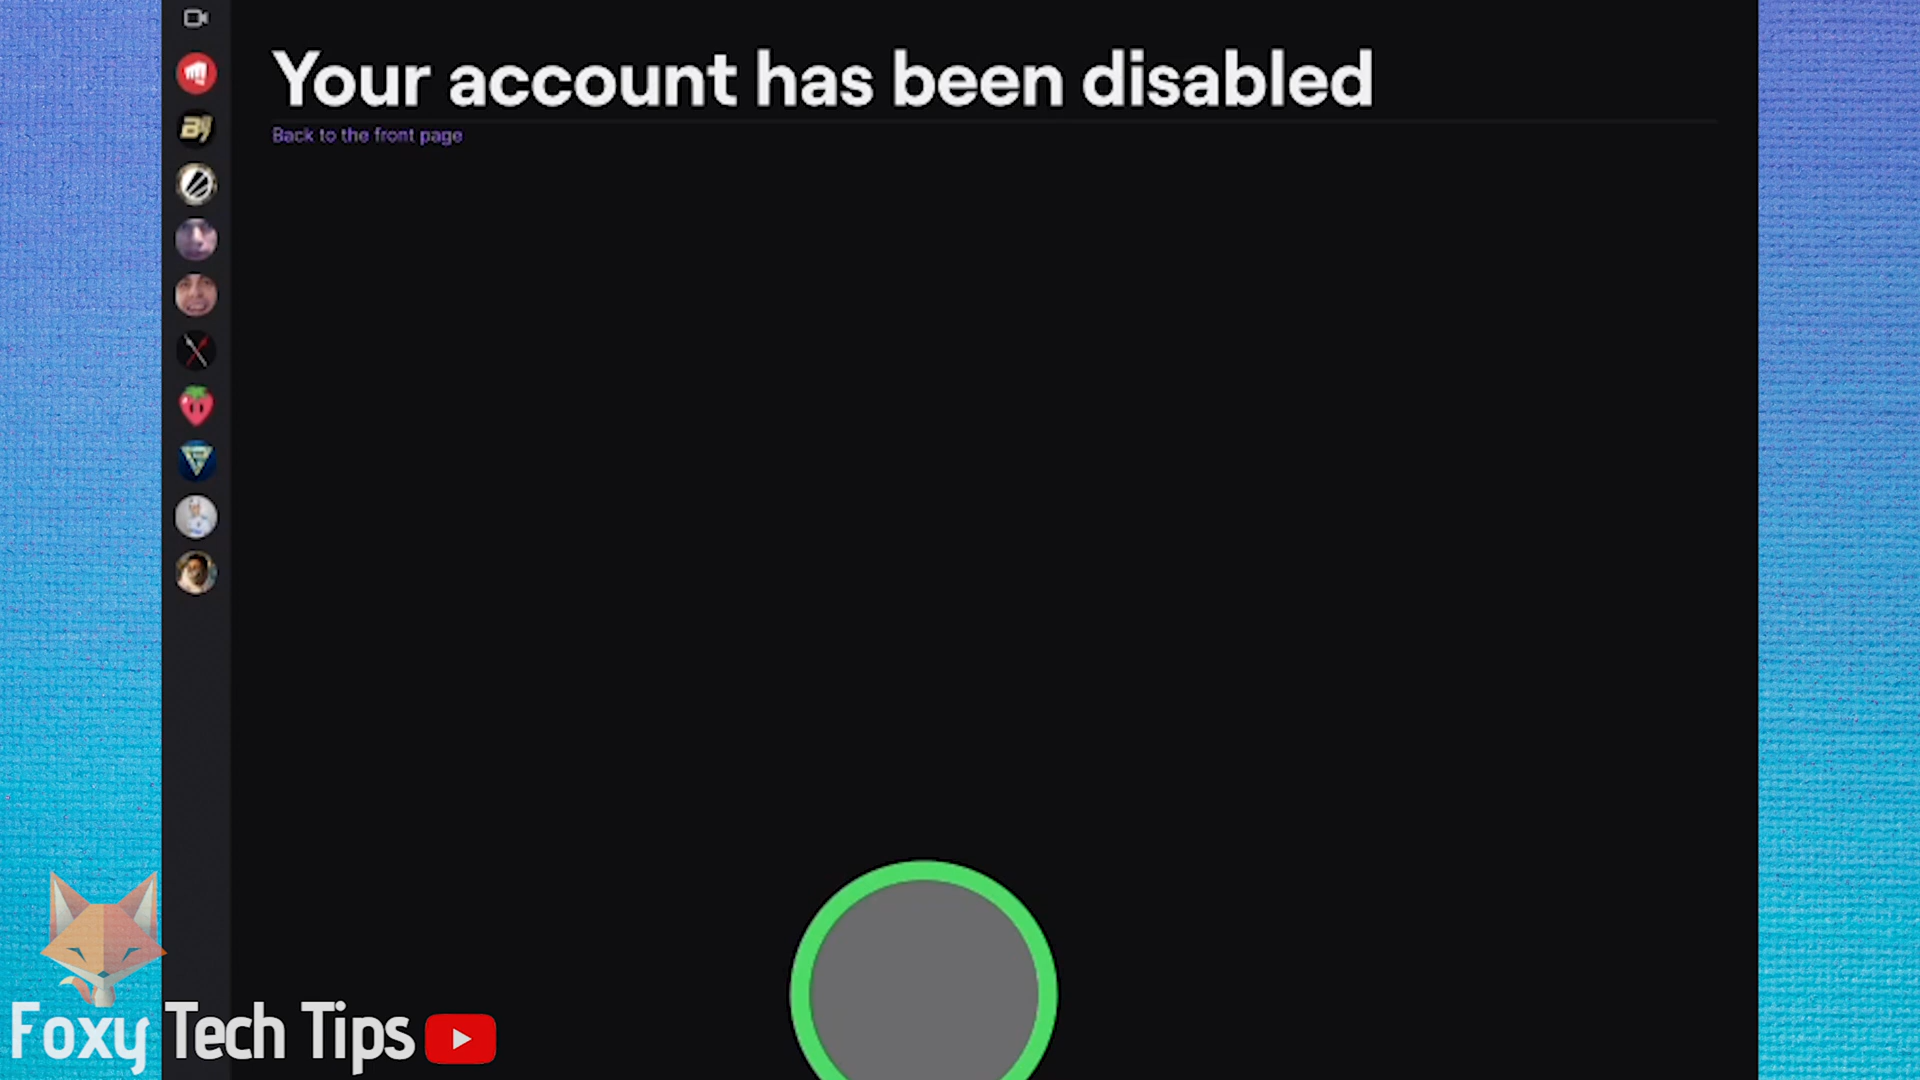 Your account has been disabled
Back to the front page
Foxy Tech Tips